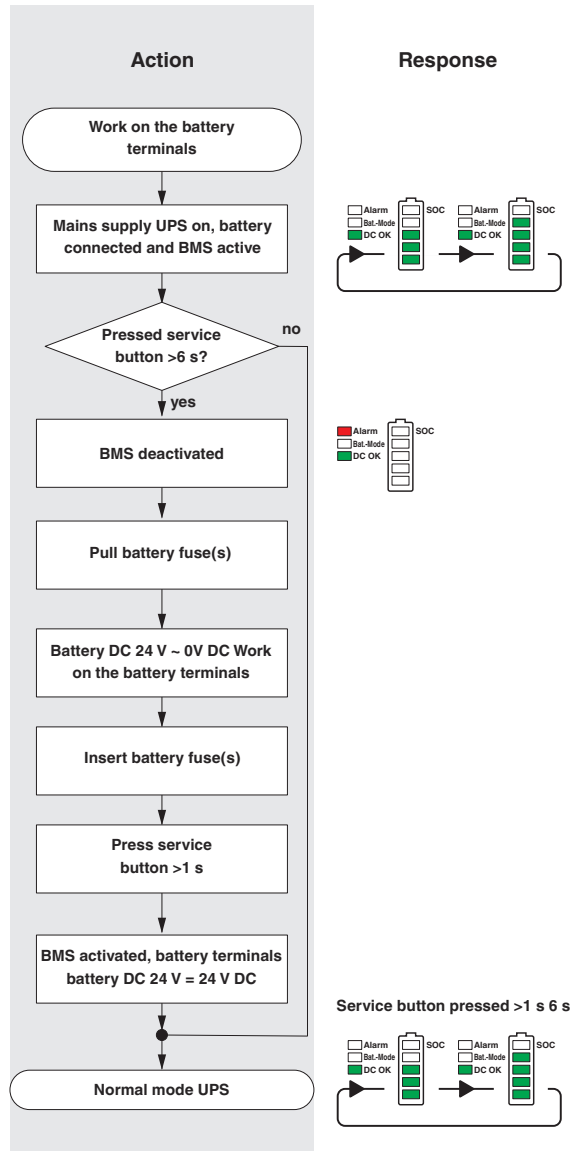 Action
Response
Work on the battery
terminals
Mains supply UPS on, battery
connected and BMS active
Alarm
Bat.-Mode
DC OK
SOC
Alarm
Bat.-Mode
DC OK
SOC
Pressed service
button >6 s?
no
yes
BMS deactivated
Alarm
Bat.-Mode
DC OK
SOC
Pull battery fuse(s)
Battery DC 24 V ~ 0V DC Work
on the battery terminals
Insert battery fuse(s)
Press service
button >1 s
BMS activated, battery terminals
battery DC 24 V = 24 V DC
Service button pressed >1 s 6 s
Alarm
Bat.-Mode
DC OK
SOC
Alarm
Bat.-Mode
DC OK
SOC
Normal mode UPS